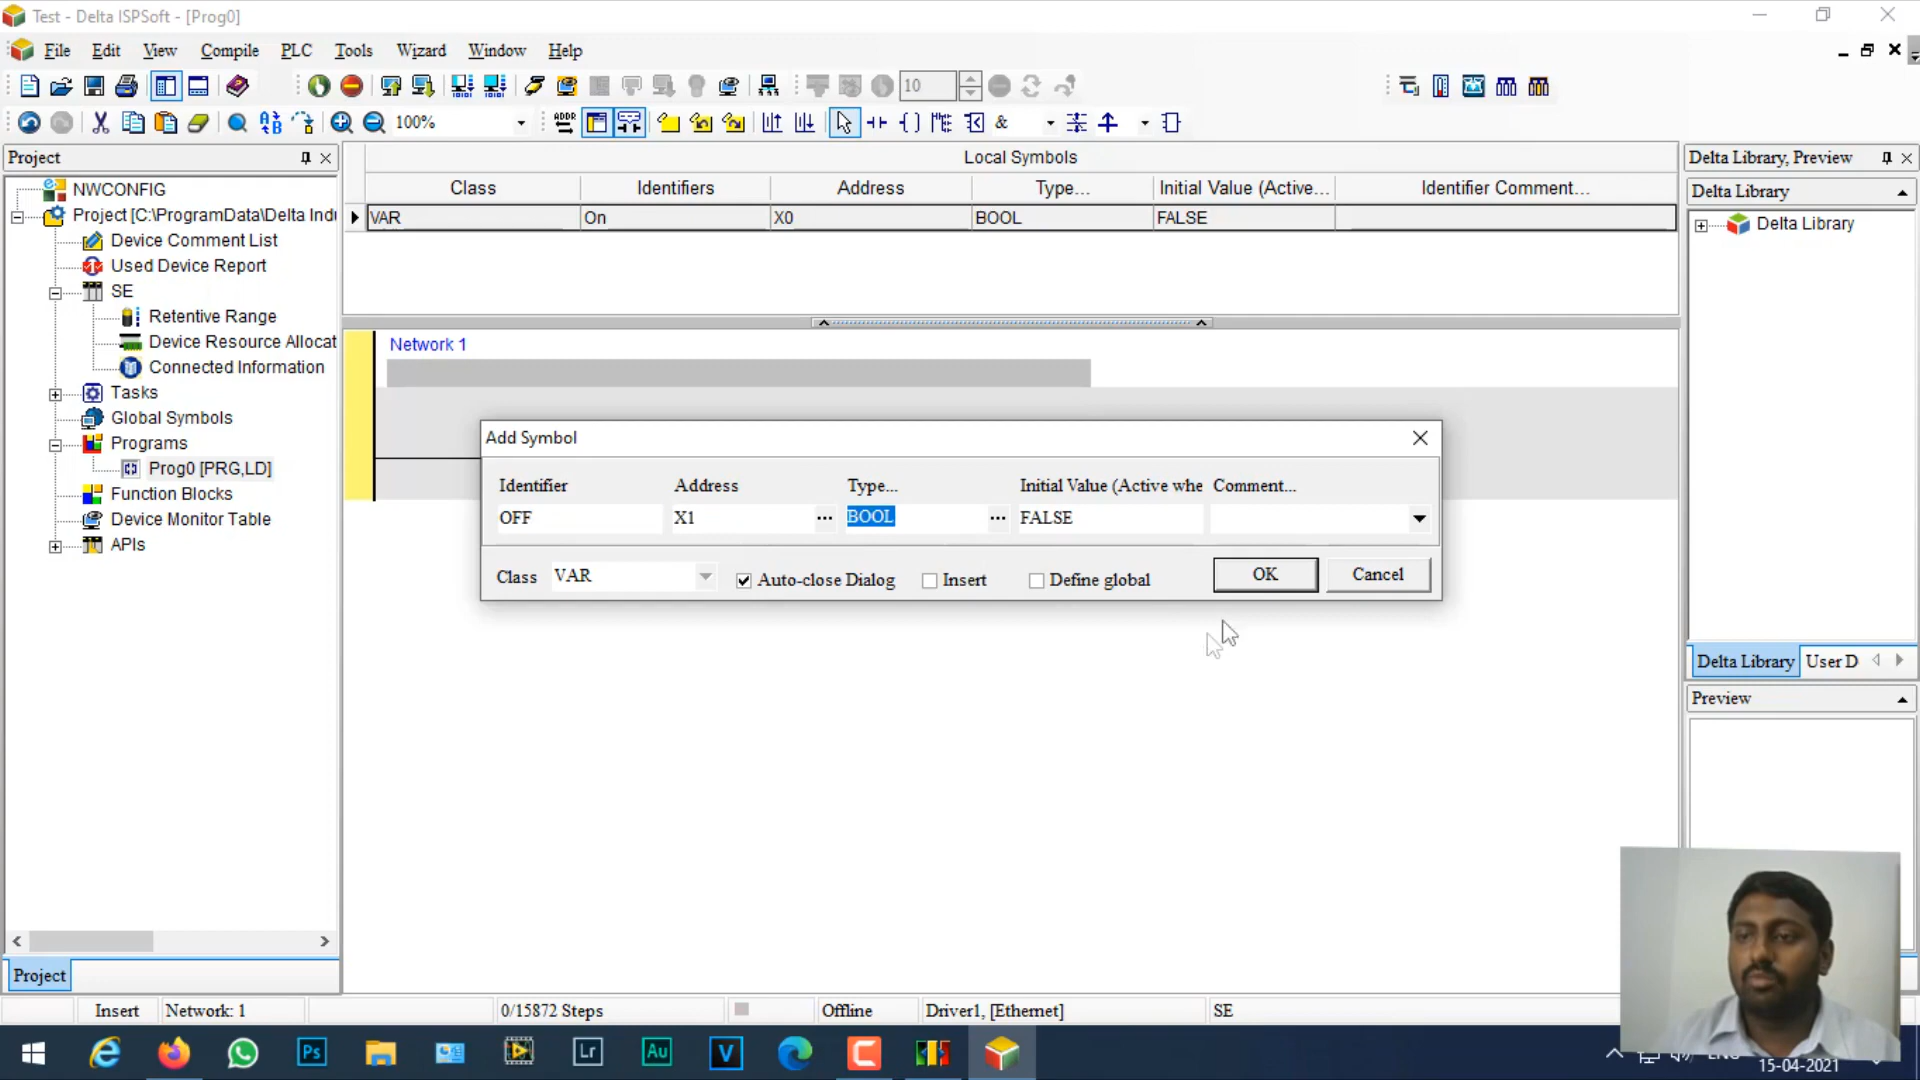 Test - Delta ISPSoft - [Prog0]
File Edit View Compile PLC Tools Wizard Window Help
10
100%
ADDR
&
Project
NWCONFIG
Project [C:\ProgramData\Delta Indu
Device Comment List
Used Device Report
SE
Retentive Range
Device Resource Allocat
Connected Information
Tasks
Global Symbols
Programs
Prog0 [PRG,LD]
Function Blocks
Device Monitor Table
APIs
Project
Local Symbols
Class Identifiers Address Type... Initial Value (Active... Identifier Comment...
VAR On X0 BOOL FALSE
Network 1
Add Symbol
Identifier Address Type... Initial Value (Active whe Comment...
OFF X1 ... BOOL ... FALSE
Class VAR Auto-close Dialog Insert Define global OK Cancel
Delta Library, Preview
Delta Library
Delta Library
Delta Library User D
Preview
Insert Network: 1 0/15872 Steps Offline Driver1, [Ethernet] SE
Ps Lr Au V
15-04-2021